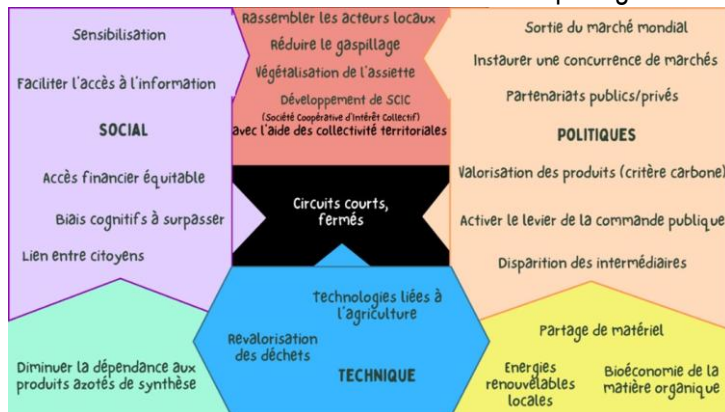 Sensibilisation
Faciliter l'accès à l'information
SOCIAL
Accès financier équitable
Biais cognitifs à surpasser
Lien entre citoyens
Rassembler les acteurs locaux
Réduire le gaspillage
Végétalisation de l'assiette
Développement de SCIC
(Société Coopérative d'Intérêt Collectif)
avec l'aide des collectivité territoriales
Circuits courts,
fermés
Sortie du marché mondial
Instaurer une concurrence de marchés
Partenariats publics/privés
POLITIQUES
Valorisation des produits (critère carbone)
Activer le levier de la commande publique
Disparition des intermédiaires
Diminuer la dépendance aux
produits azotés de synthèse
Technologies liées à
l'agriculture
Revalorisation
des déchets
TECHNIQUE
Partage de matériel
Energies
renouvelables
locales
Bioéconomie de la
matière organique